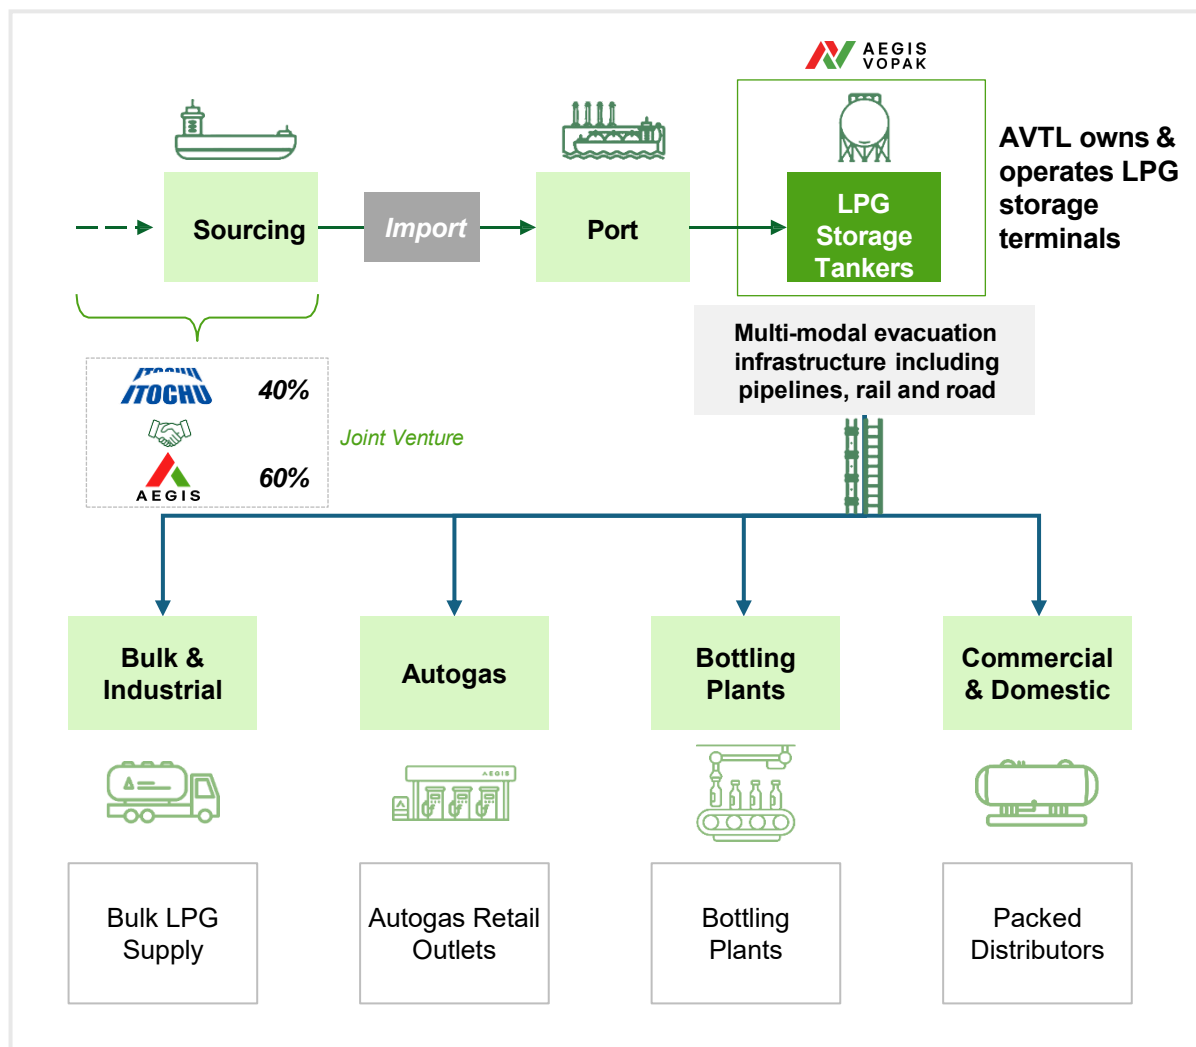 AEGIS
VOPAK
AVTL owns &
operates LPG
storage
terminals
Sourcing
Import
Port
LPG
Storage
Tankers
Multi-modal evacuation
infrastructure including
pipelines, rail and road
ITOCHU
ITOCHU
40%
Joint Venture
AEGIS
60%
Bulk &
Industrial
Autogas
Bottling
Plants
Commercial
& Domestic
AEGIS
Bulk LPG
Supply
Autogas Retail
Outlets
Bottling
Plants
Packed
Distributors